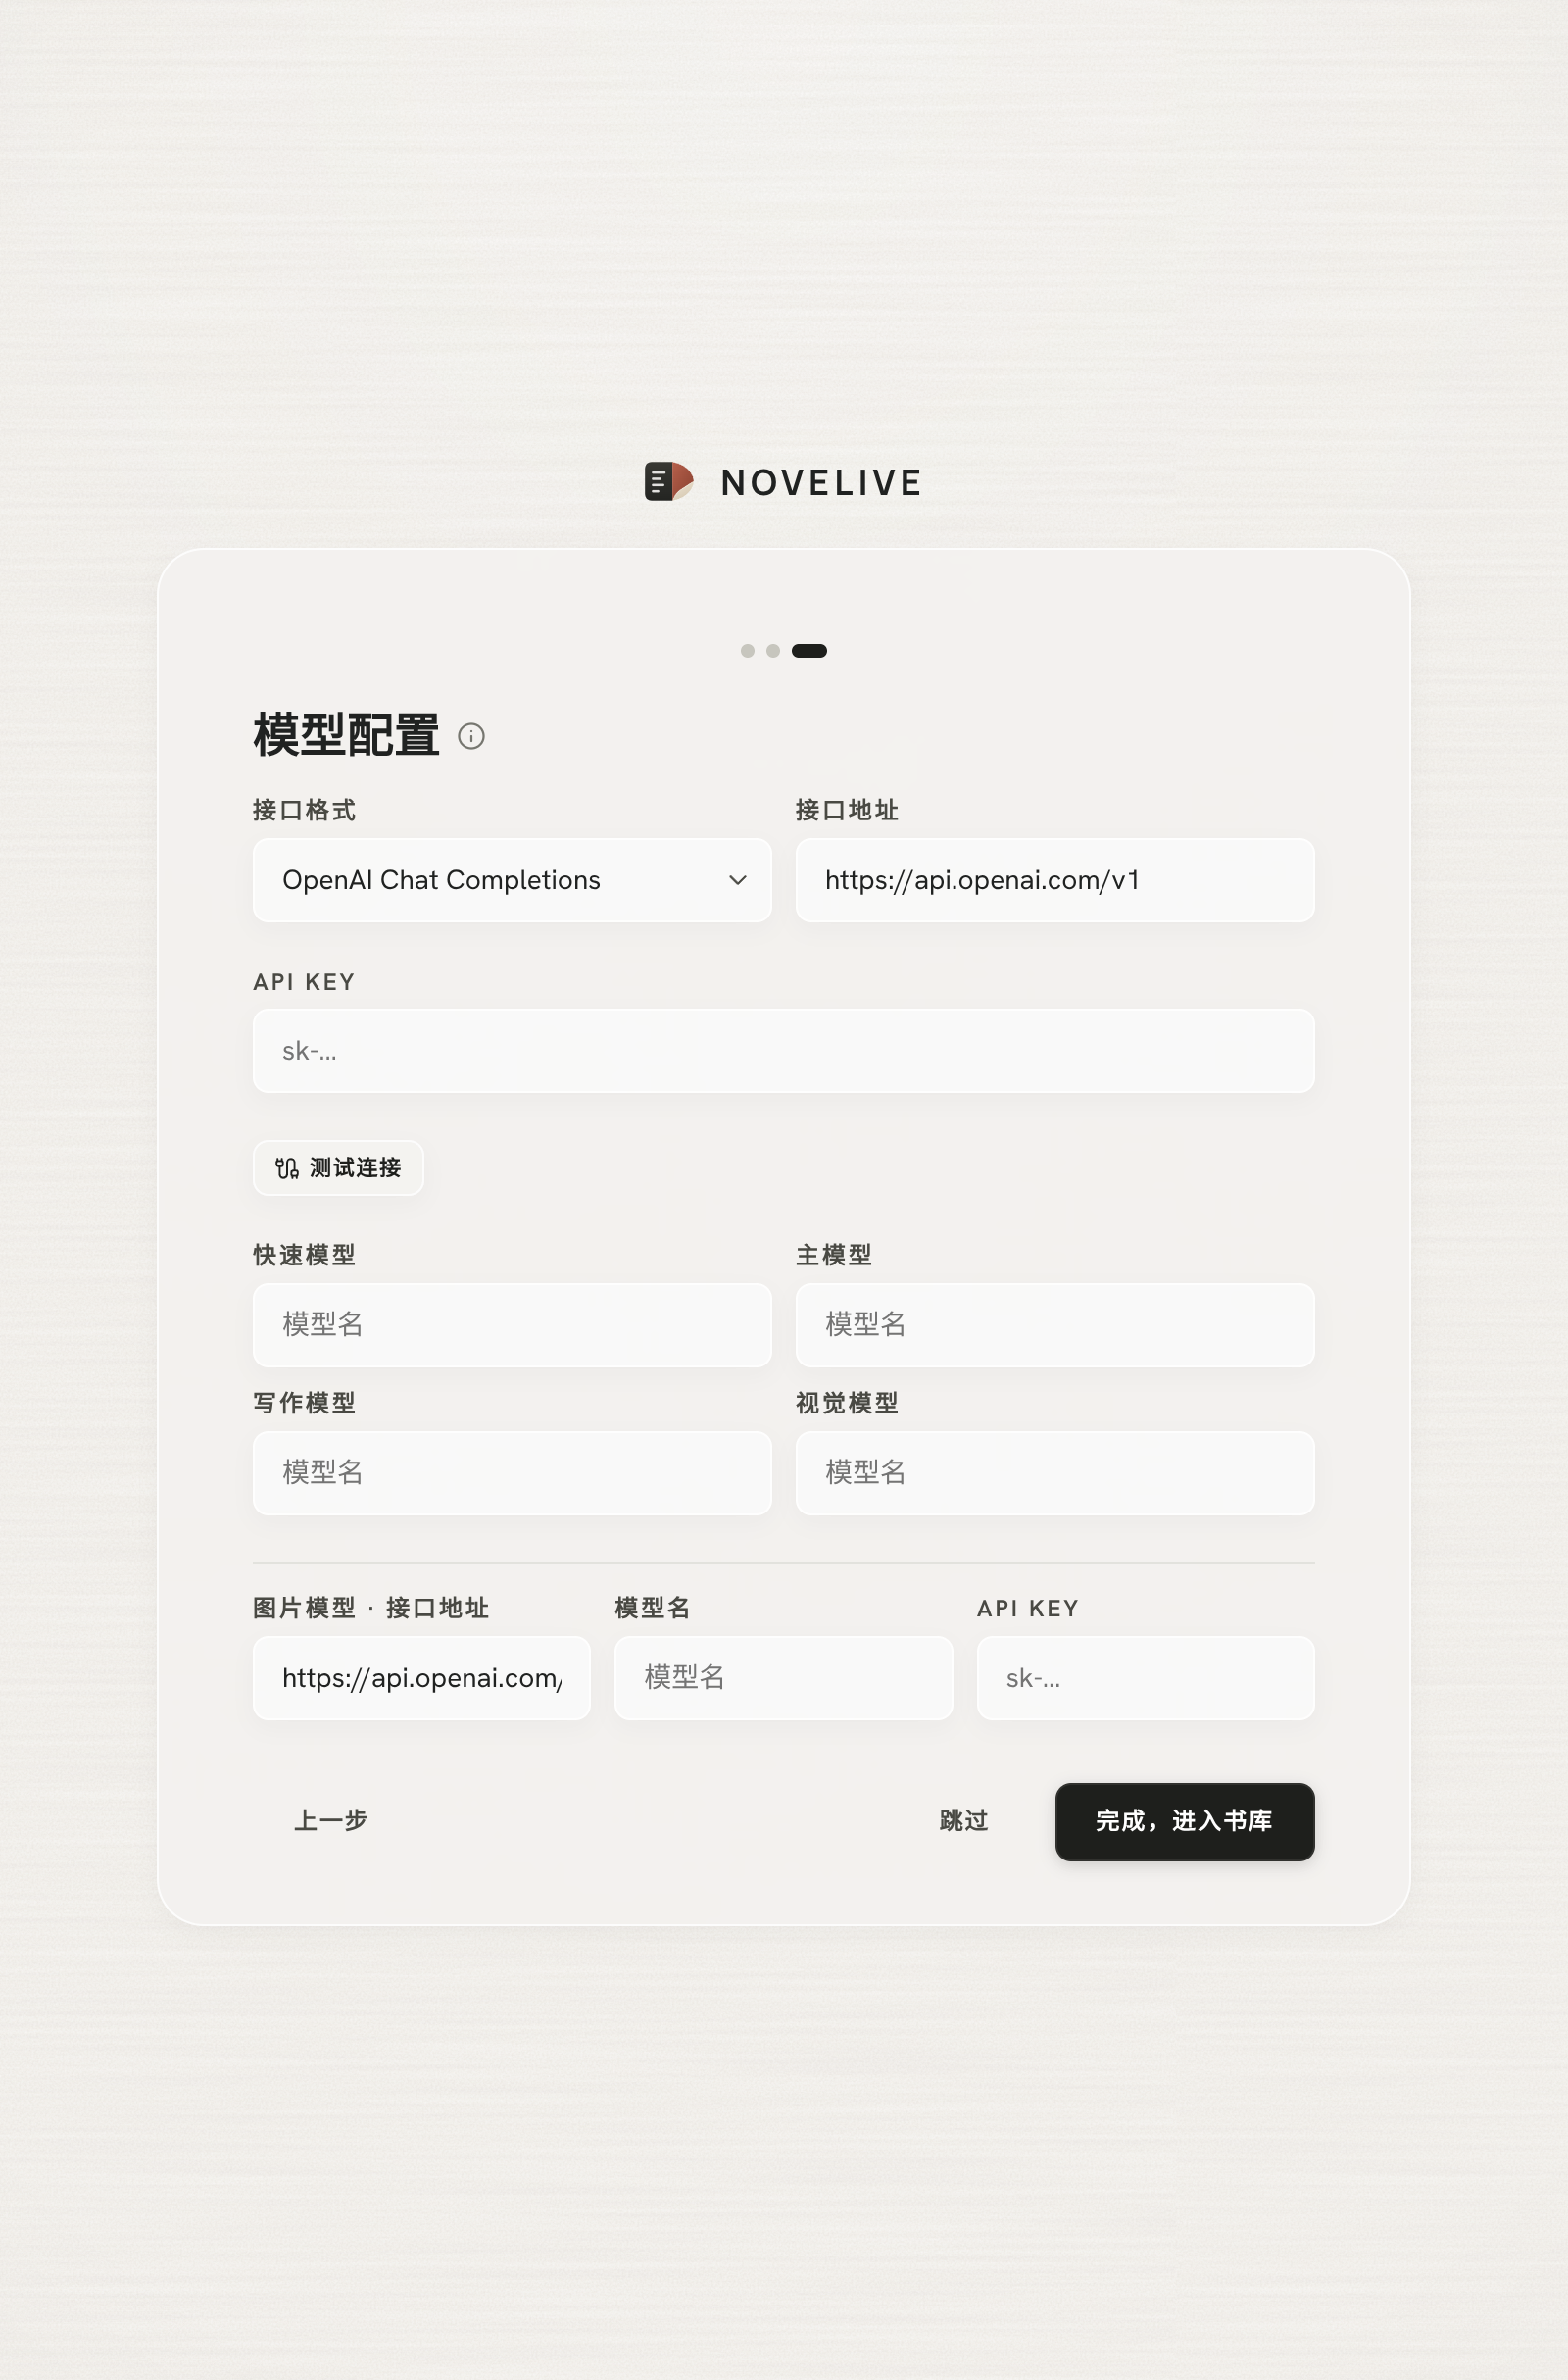 NOVELIVE
模型配置
接口格式
接口地址
OpenAI Chat Completions
https://api.openai.com/v1
API KEY
sk-...
测试连接
快速模型
主模型
模型名
模型名
写作模型
视觉模型
模型名
模型名
图片模型 · 接口地址
模型名
API KEY
https://api.openai.com/
模型名
sk-...
上一步
跳过
完成，进入书库